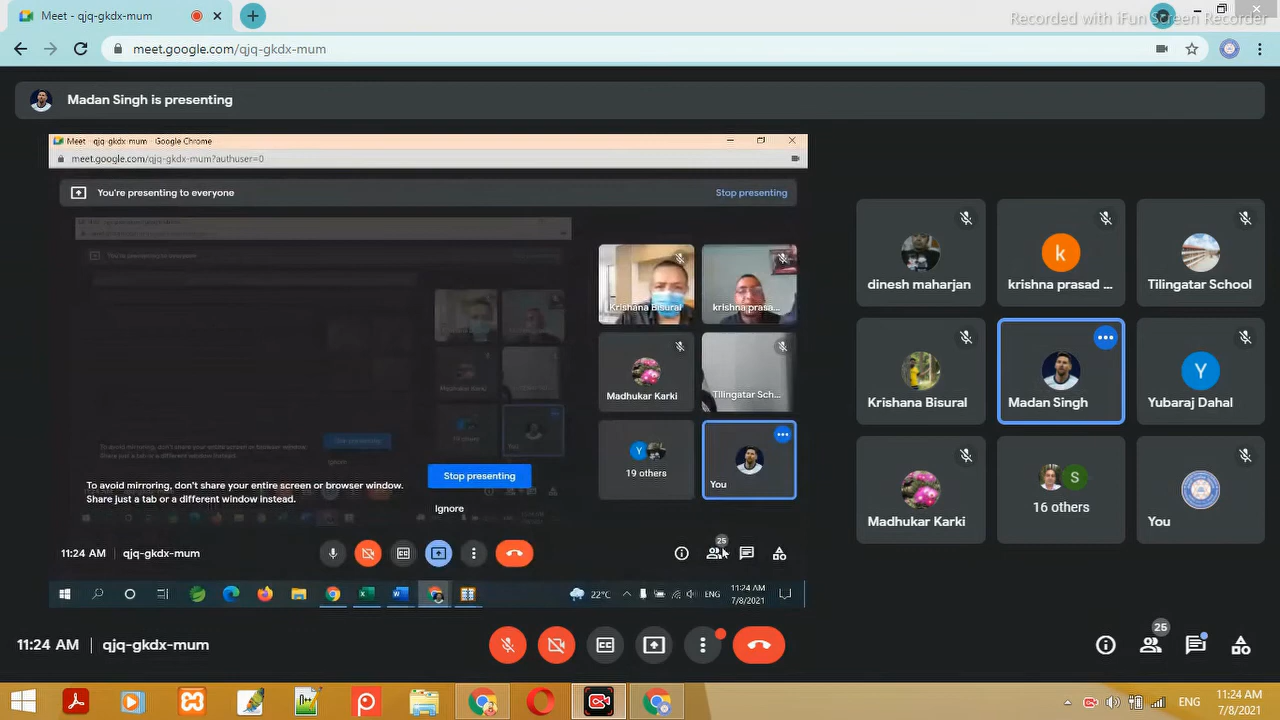 Meet - qjq-gkdx-mum
Recorded with iFun Screen Recorder
meet.google.com/qjq-gkdx-mum
Madan Singh is presenting
Meet qjq-gkdx-mum Google Chrome
meet.google.com/qjq-gkdx-mum?authuser=0
You're presenting to everyone
Stop presenting
Krishana Bisural
krishna prasa...
Madhukar Karki
Tilingatar Sch...
Y
19 others
You
To avoid mirroring, don't share your entire screen or browser window.
Share just a tab or a different window instead.
Stop presenting
Ignore
11:24 AM | qjq-gkdx-mum
CC
25
22°C
ENG
11:24 AM
7/8/2021
dinesh maharjan
k
krishna prasad ...
Tilingatar School
Krishana Bisural
Madan Singh
Y
Yubaraj Dahal
Madhukar Karki
S
16 others
You
11:24 AM | qjq-gkdx-mum
CC
25
ENG
11:24 AM
7/8/2021